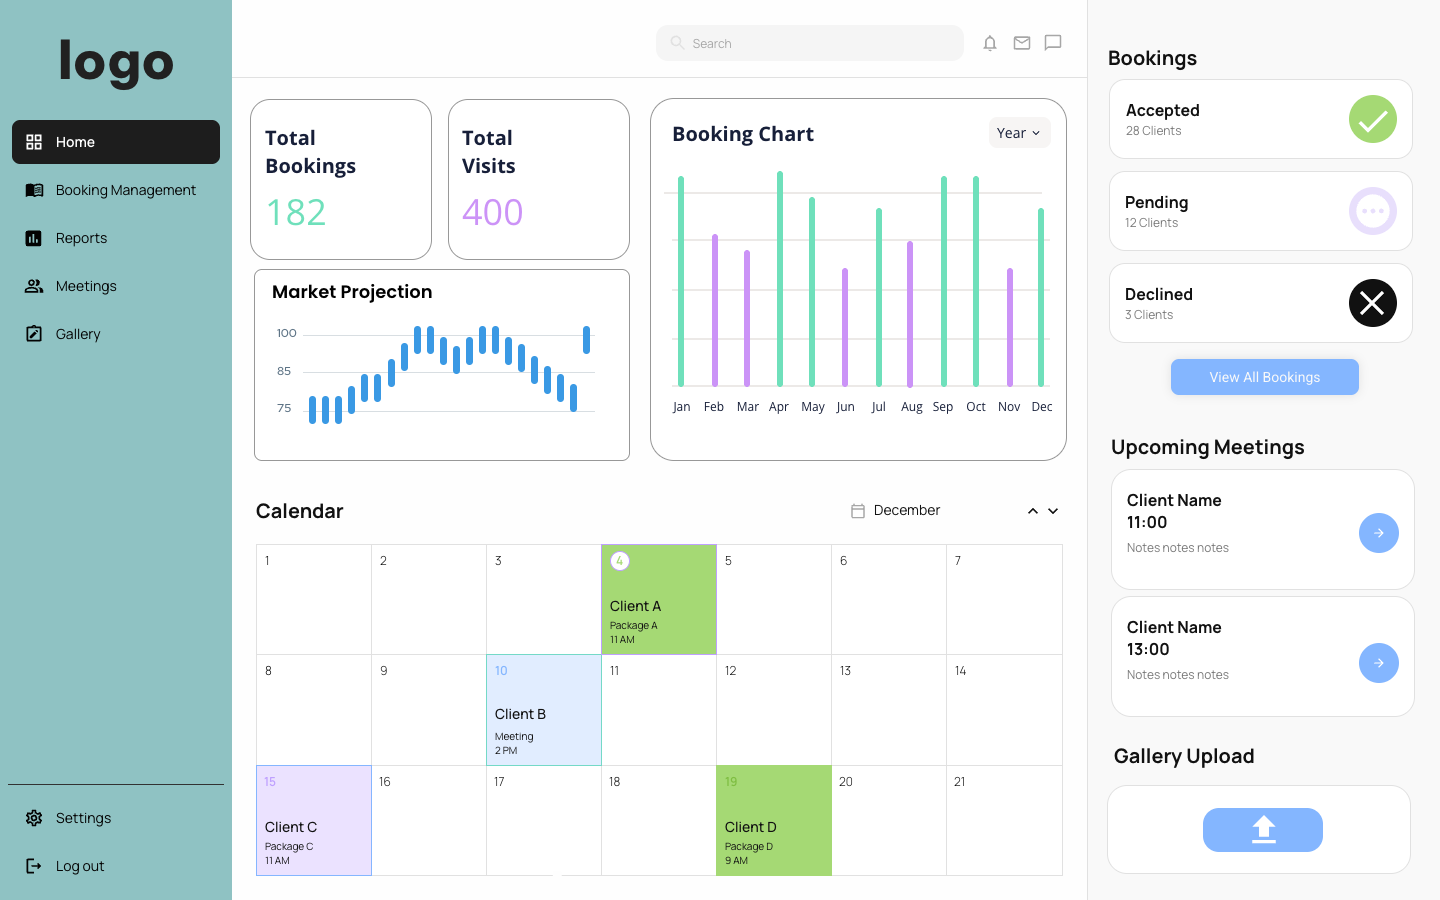 logo
Home
Booking Management
Reports
Meetings
Gallery
Settings
Log out
Search
Total
Bookings
182
Total
Visits
400
Market Projection
100
85
75
Booking Chart
Year
Jan Feb Mar Apr May Jun Jul Aug Sep Oct Nov Dec
Calendar
December
1 2 3 4 5 6 7
Client A
Package A
11 AM
8 9 10 11 12 13 14
Client B
Meeting
2 PM
15 16 17 18 19 20 21
Client C
Package C
11 AM
Client D
Package D
9 AM
Bookings
Accepted
28 Clients
Pending
12 Clients
Declined
3 Clients
View All Bookings
Upcoming Meetings
Client Name
11:00
Notes notes notes
Client Name
13:00
Notes notes notes
Gallery Upload